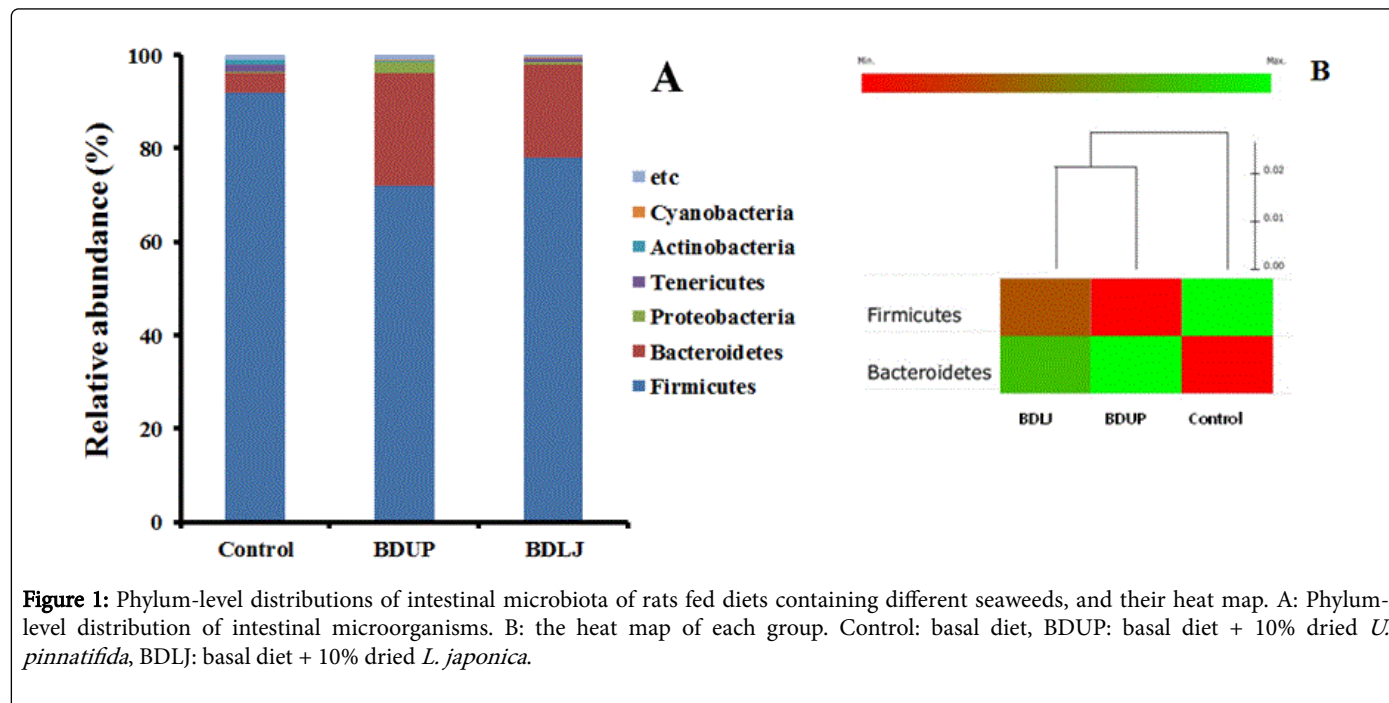 100
80
60
40
20
0
Relative abundance (%)
Control
BDUP
BDLJ
A
etc
Cyanobacteria
Actinobacteria
Tenericutes
Proteobacteria
Bacteroidetes
Firmicutes
Min.
Max.
B
0.02
0.01
0.00
Firmicutes
Bacteroidetes
BDLJ
BDUP
Control
Figure 1: Phylum-level distributions of intestinal microbiota of rats fed diets containing different seaweeds, and their heat map. A: Phylum-
level distribution of intestinal microorganisms. B: the heat map of each group. Control: basal diet, BDUP: basal diet + 10% dried U.
pinnatifida, BDLJ: basal diet + 10% dried L. japonica.